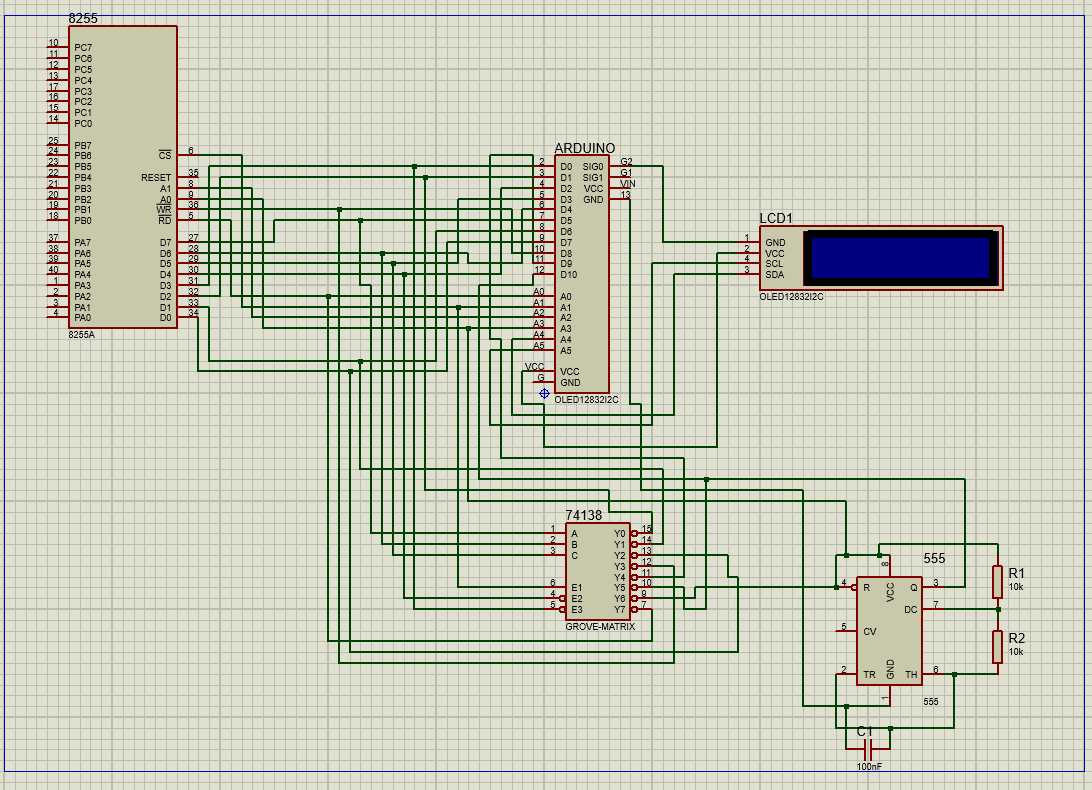 8255
10 PC7
11 PC6
12 PC5
13 PC4
17 PC3
16 PC2
15 PC1
14 PC0
25 PB7
24 PB6
23 PB5
22 PB4
21 PB3
20 PB2
19 PB1
18 PB0
37 PA7
38 PA6
39 PA5
40 PA4
1 PA3
2 PA2
3 PA1
4 PA0
CS 6
RESET 35
A1 8
A0 9
WR 36
RD 5
D7 27
D6 28
D5 29
D4 30
D3 31
D2 32
D1 33
D0 34
8255A
ARDUINO
2 D0 SIG0 G2
3 D1 SIG1 G1
4 D2 VCC VIN
5 D3 GND 13
6 D4
7 D5
8 D6
9 D7
10 D8
11 D9
12 D10
A0 A0
A1 A1
A2 A2
A3 A3
A4 A4
A5 A5
VCC VCC
G GND
OLED12832I2C
LCD1
1 GND
2 VCC
4 SCL
3 SDA
OLED12832I2C
74138
1 A Y0 15
2 B Y1 14
3 C Y2 13
Y3 12
Y4 11
6 E1 Y5 10
4 E2 Y6 9
5 E3 Y7 7
GROVE-MATRIX
555
8
VCC
4 R Q 3
DC 7
5 CV
2 TR TH 6
GND
1
555
R1
10k
R2
10k
C1
100nF